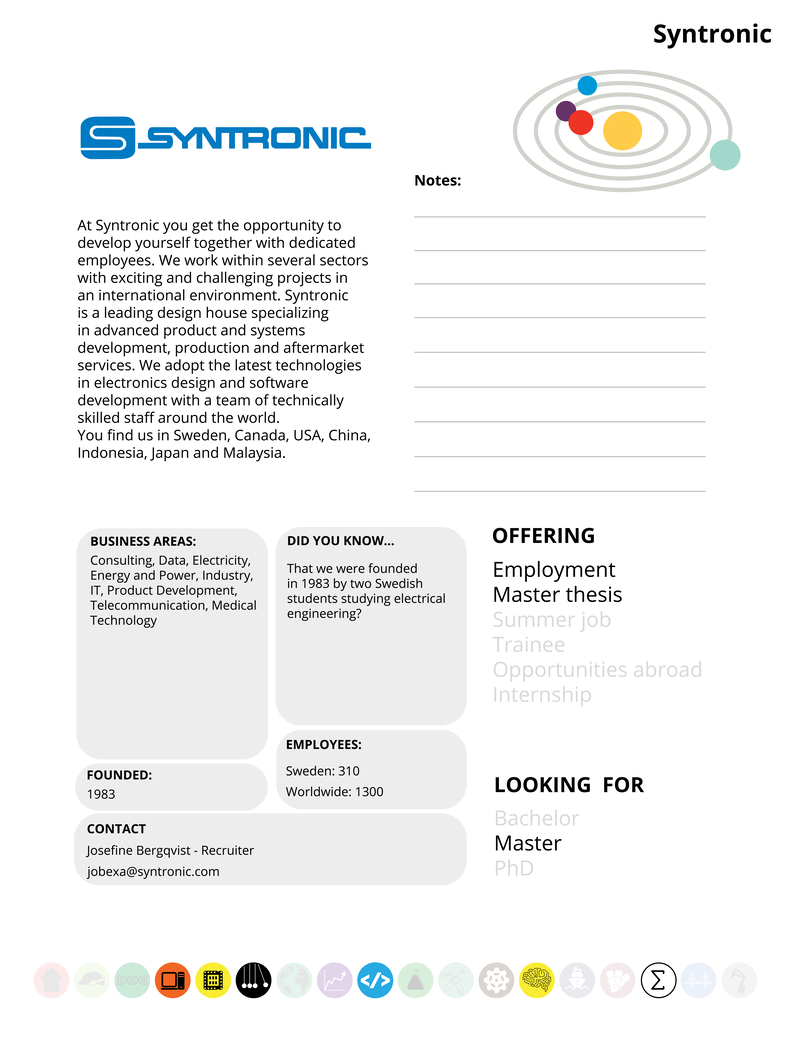 Syntronic
SYNTRONIC
Notes:
At Syntronic you get the opportunity to
develop yourself together with dedicated
employees. We work within several sectors
with exciting and challenging projects in
an international environment. Syntronic
is a leading design house specializing
in advanced product and systems
development, production and aftermarket
services. We adopt the latest technologies
in electronics design and software
development with a team of technically
skilled staff around the world.
You find us in Sweden, Canada, USA, China,
Indonesia, Japan and Malaysia.
BUSINESS AREAS:
Consulting, Data, Electricity,
Energy and Power, Industry,
IT, Product Development,
Telecommunication, Medical
Technology
DID YOU KNOW...
That we were founded
in 1983 by two Swedish
students studying electrical
engineering?
EMPLOYEES:
Sweden: 310
Worldwide: 1300
FOUNDED:
1983
CONTACT
Josefine Bergqvist - Recruiter
jobexa@syntronic.com
OFFERING
Employment
Master thesis
Summer job
Trainee
Opportunities abroad
Internship
LOOKING FOR
Bachelor
Master
PhD